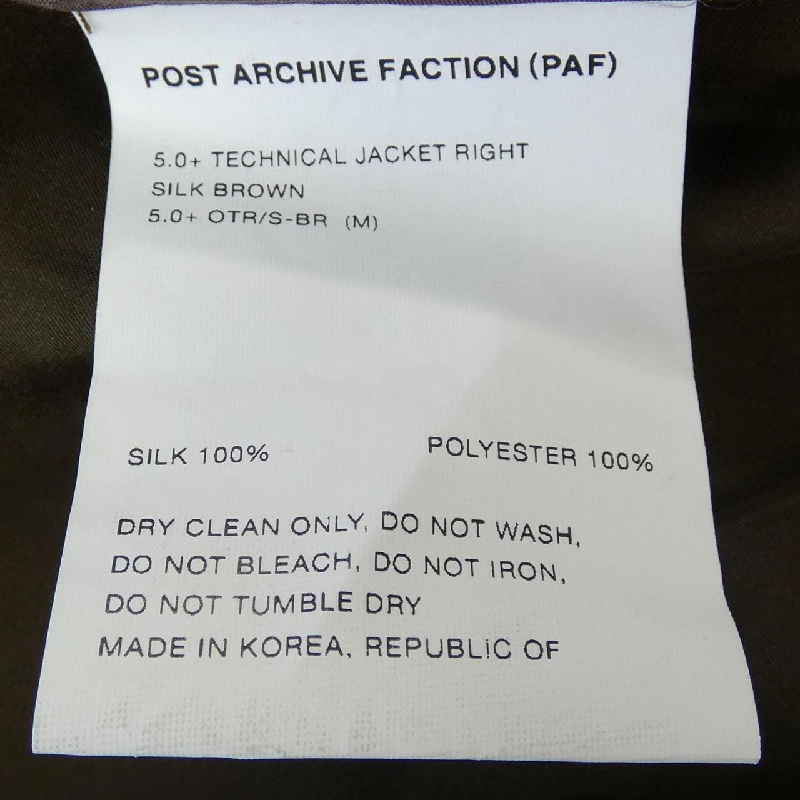 POST ARCHIVE FACTION (PAF)
5.0+ TECHNICAL JACKET RIGHT
SILK BROWN
5.0+ OTR/S-BR (M)
SILK 100% POLYESTER 100%
DRY CLEAN ONLY, DO NOT WASH,
DO NOT BLEACH, DO NOT IRON,
DO NOT TUMBLE DRY
MADE IN KOREA, REPUBLIC OF